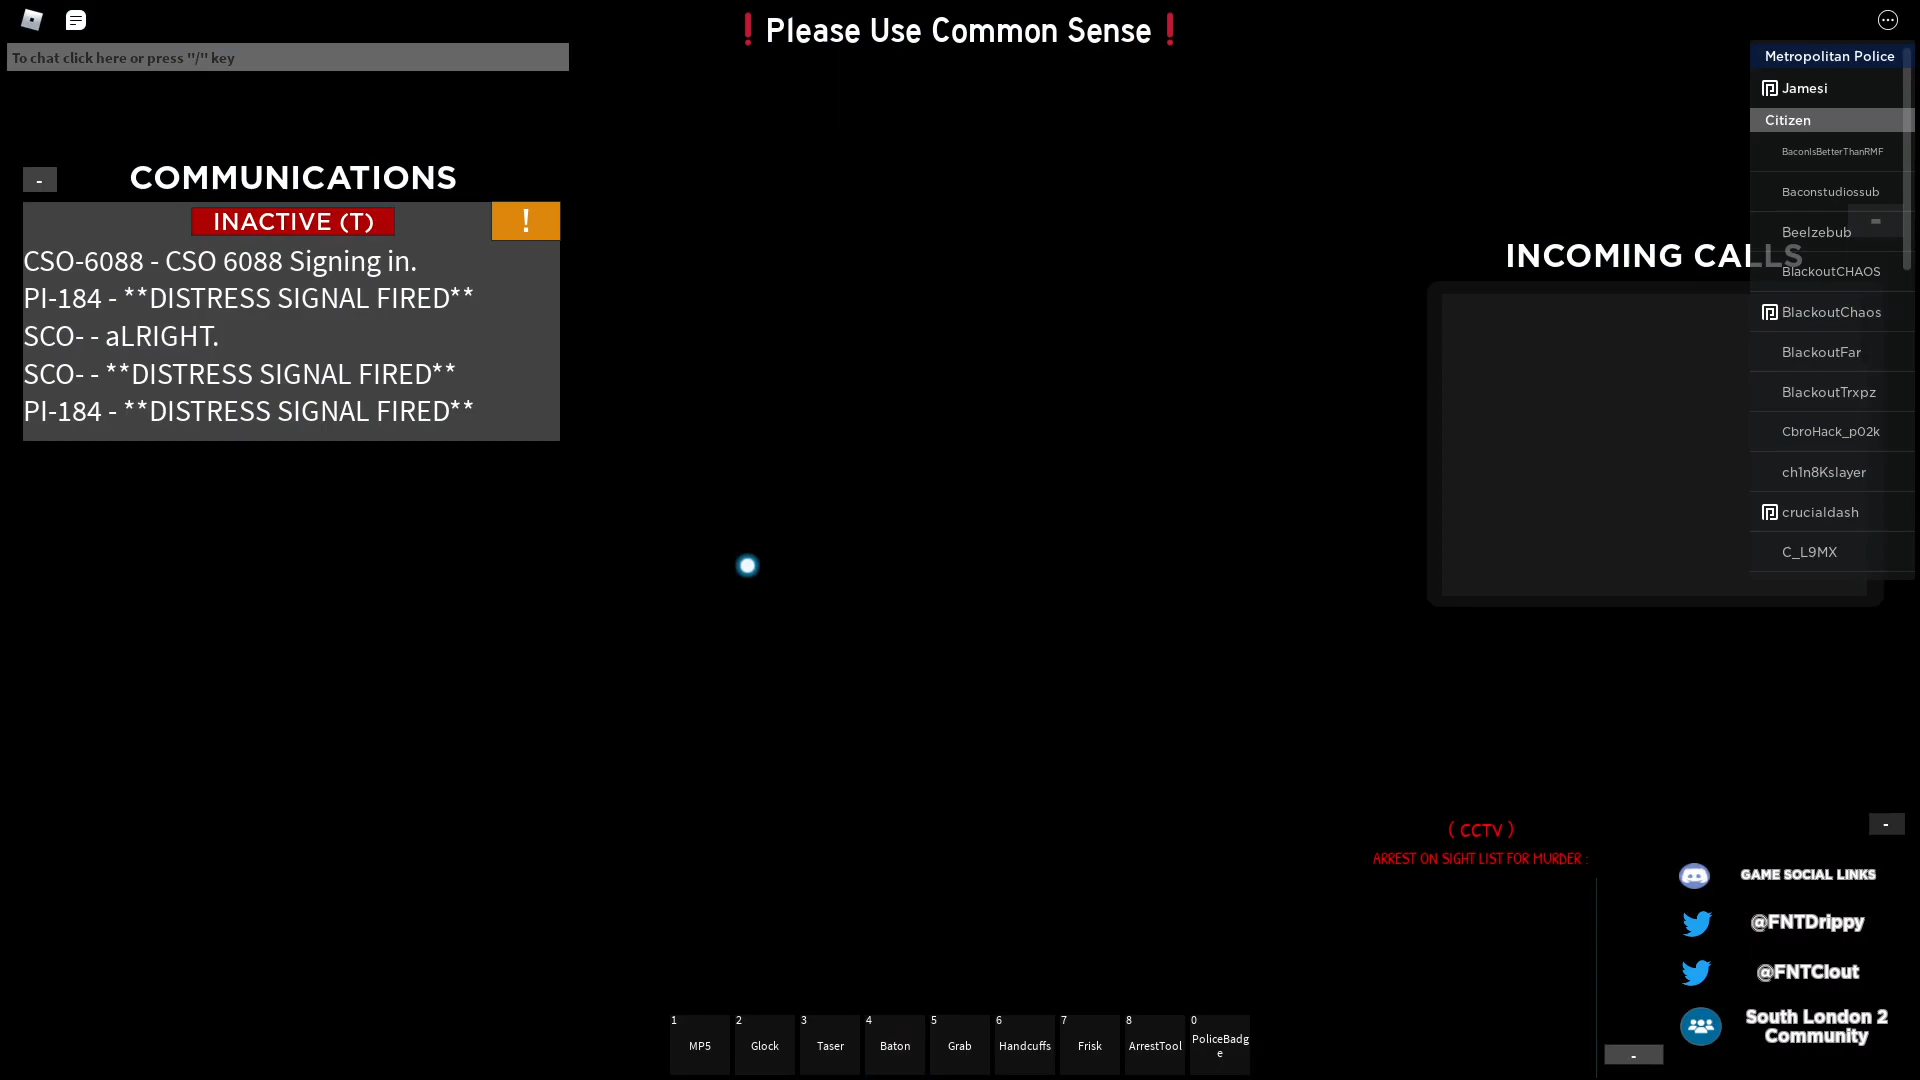 ❗Please Use Common Sense❗
To chat click here or press "/" key
COMMUNICATIONS
-
INACTIVE (T)
!
CSO-6088 - CSO 6088 Signing in.
PI-184 - **DISTRESS SIGNAL FIRED**
SCO- - aLRIGHT.
SCO- - **DISTRESS SIGNAL FIRED**
PI-184 - **DISTRESS SIGNAL FIRED**
Metropolitan Police
Jamesi
Citizen
BaconIsBetterThanRMF
Baconstudiossub
Beelzebub
BlackoutCHAOS
BlackoutChaos
BlackoutFar
BlackoutTrxpz
CbroHack_p02k
ch1n8Kslayer
crucialdash
C_L9MX
-
INCOMING CALLS
( CCTV )
ARREST ON SIGHT LIST FOR MURDER :
-
GAME SOCIAL LINKS
@FNTDrippy
@FNTClout
South London 2
Community
-
1
MP5
2
Glock
3
Taser
4
Baton
5
Grab
6
Handcuffs
7
Frisk
8
ArrestTool
0
PoliceBadg
e